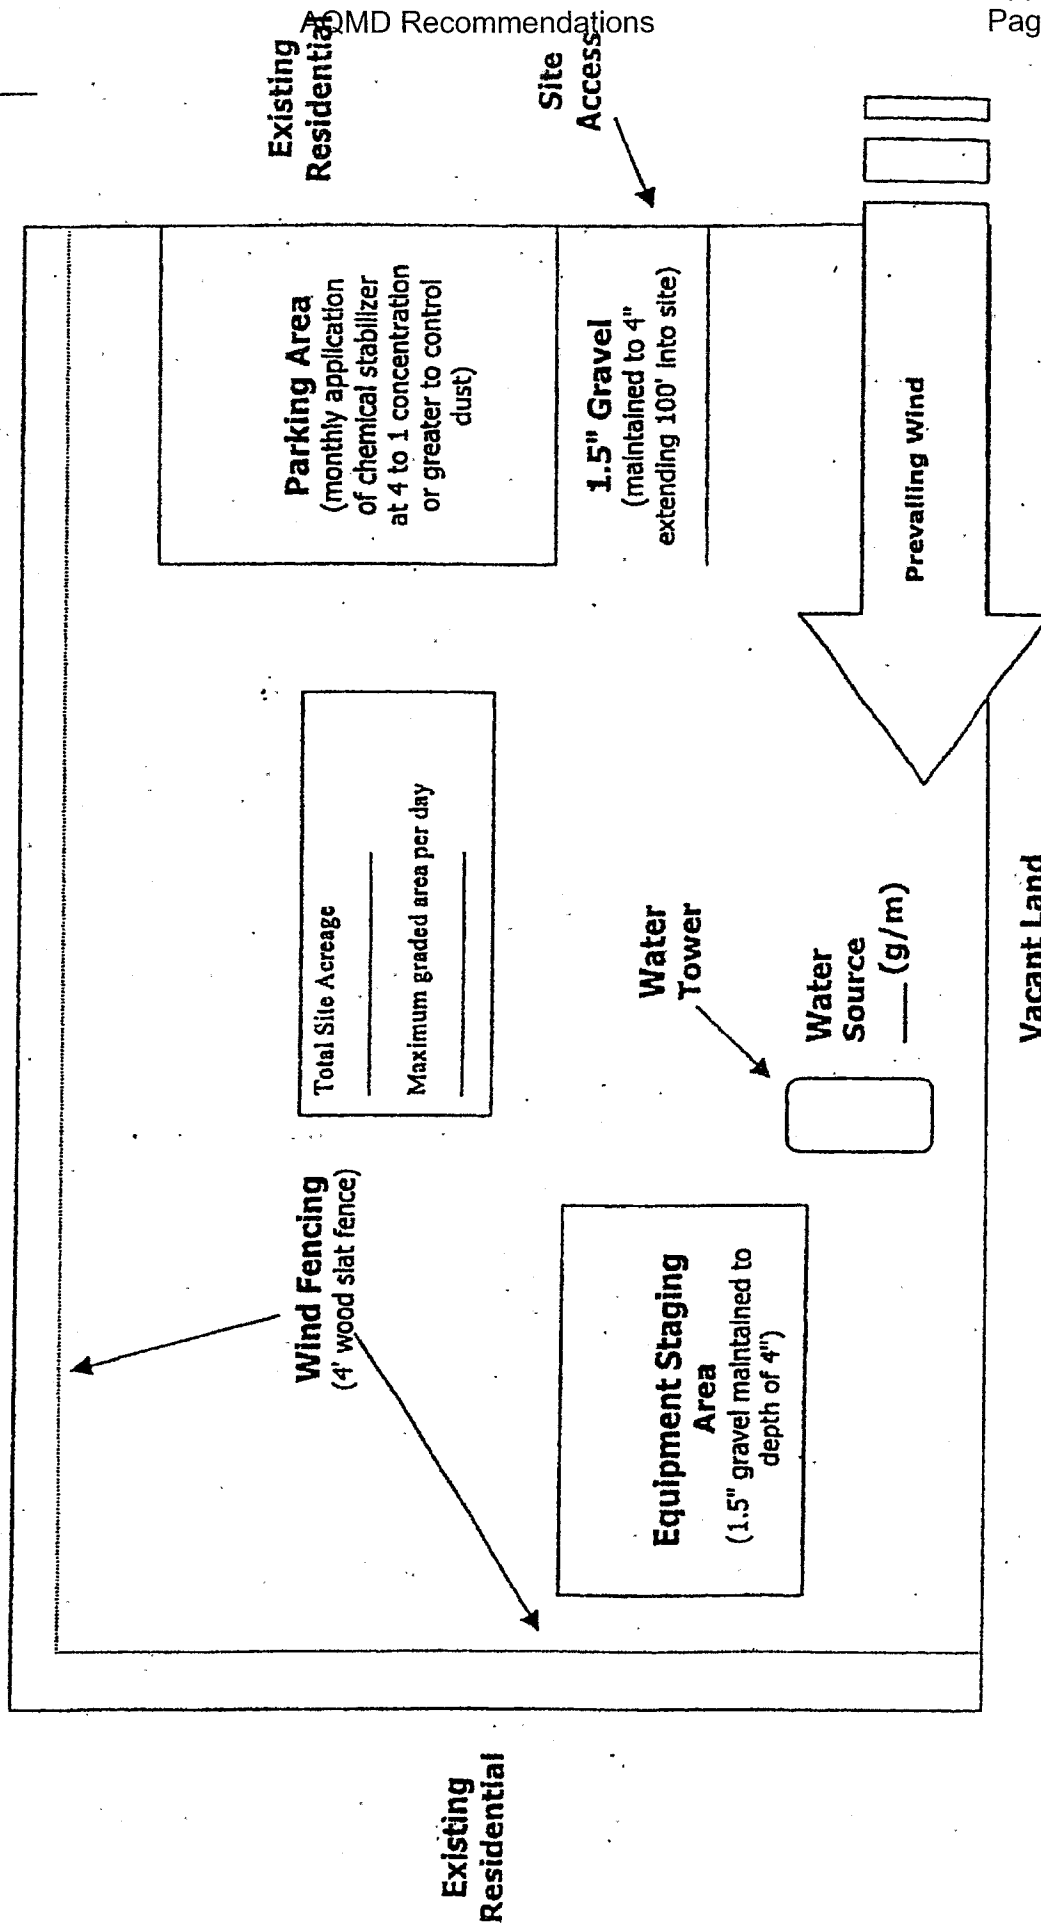 AQMD Recommendations
Pag
Existing
Residential
Site
Access
Parking Area
(monthly application
of chemical stabilizer
at 4 to 1 concentration
or greater to control
dust)
1.5" Gravel
(maintained to 4"
extending 100' into site)
Prevailing Wind
Total Site Acreage
Maximum graded area per day
Water
Tower
Water
Source
(g/m)
Vacant Land
Wind Fencing
(4' wood slat fence)
Equipment Staging
Area
(1.5" gravel maintained to
depth of 4")
Existing
Residential